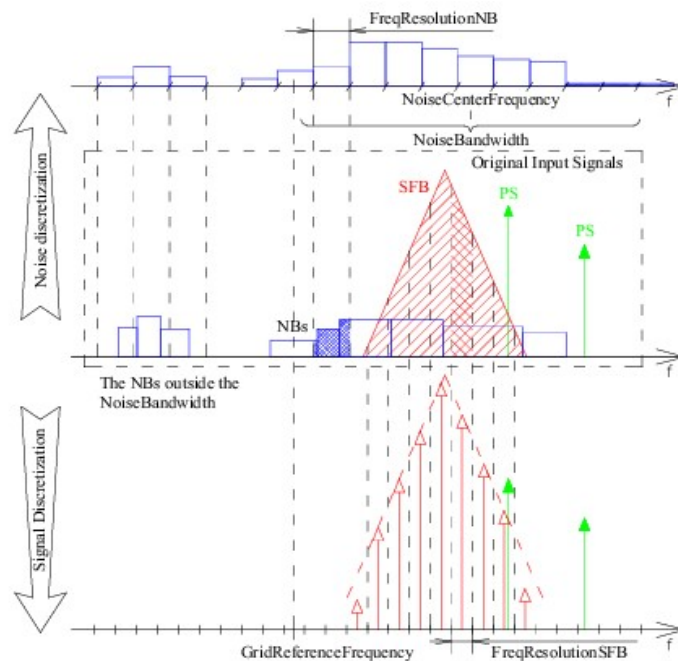 FreqResolutionNB
NoiseCenterFrequency
f
NoiseBandwidth
Noise discretization
Original Input Signals
SFB
PS
PS
NBs
f
The NBs outside the
NoiseBandwidth
Signal Discretization
f
GridReferenceFrequency
FreqResolutionSFB